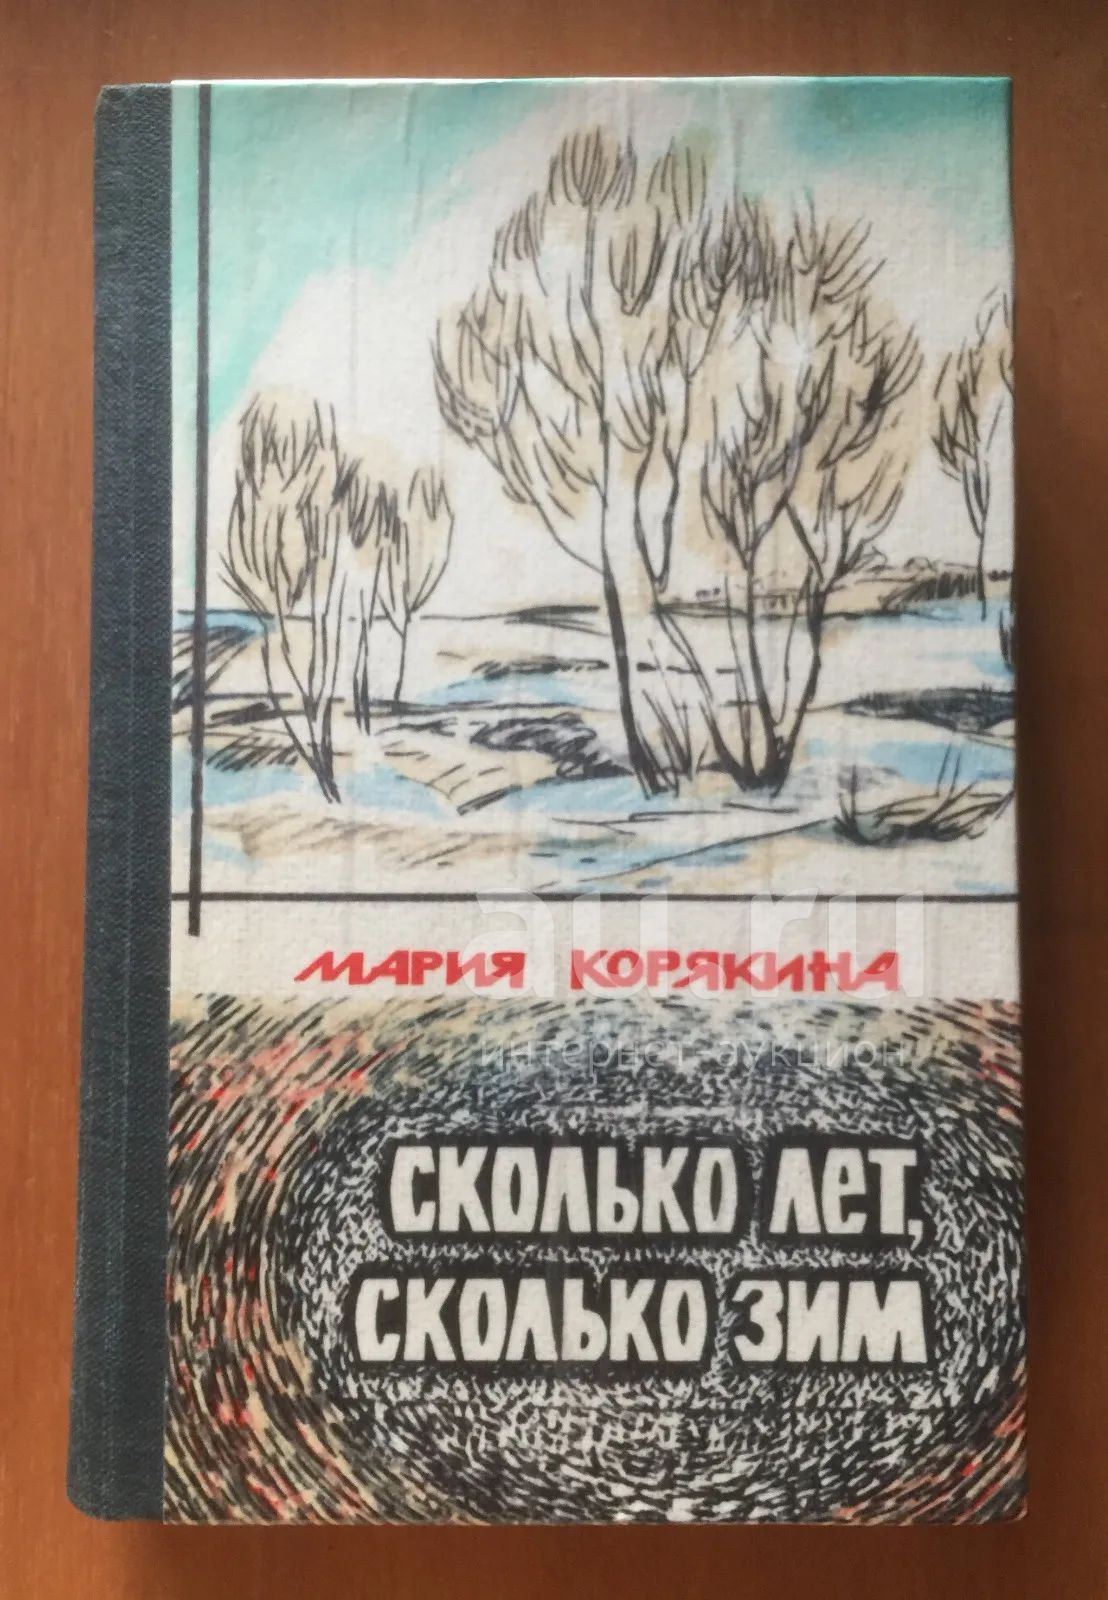 МАРИЯ КОРЯКИНА
au.ru
интернет-аукцион
СКОЛЬКО ЛЕТ,
СКОЛЬКО ЗИМ